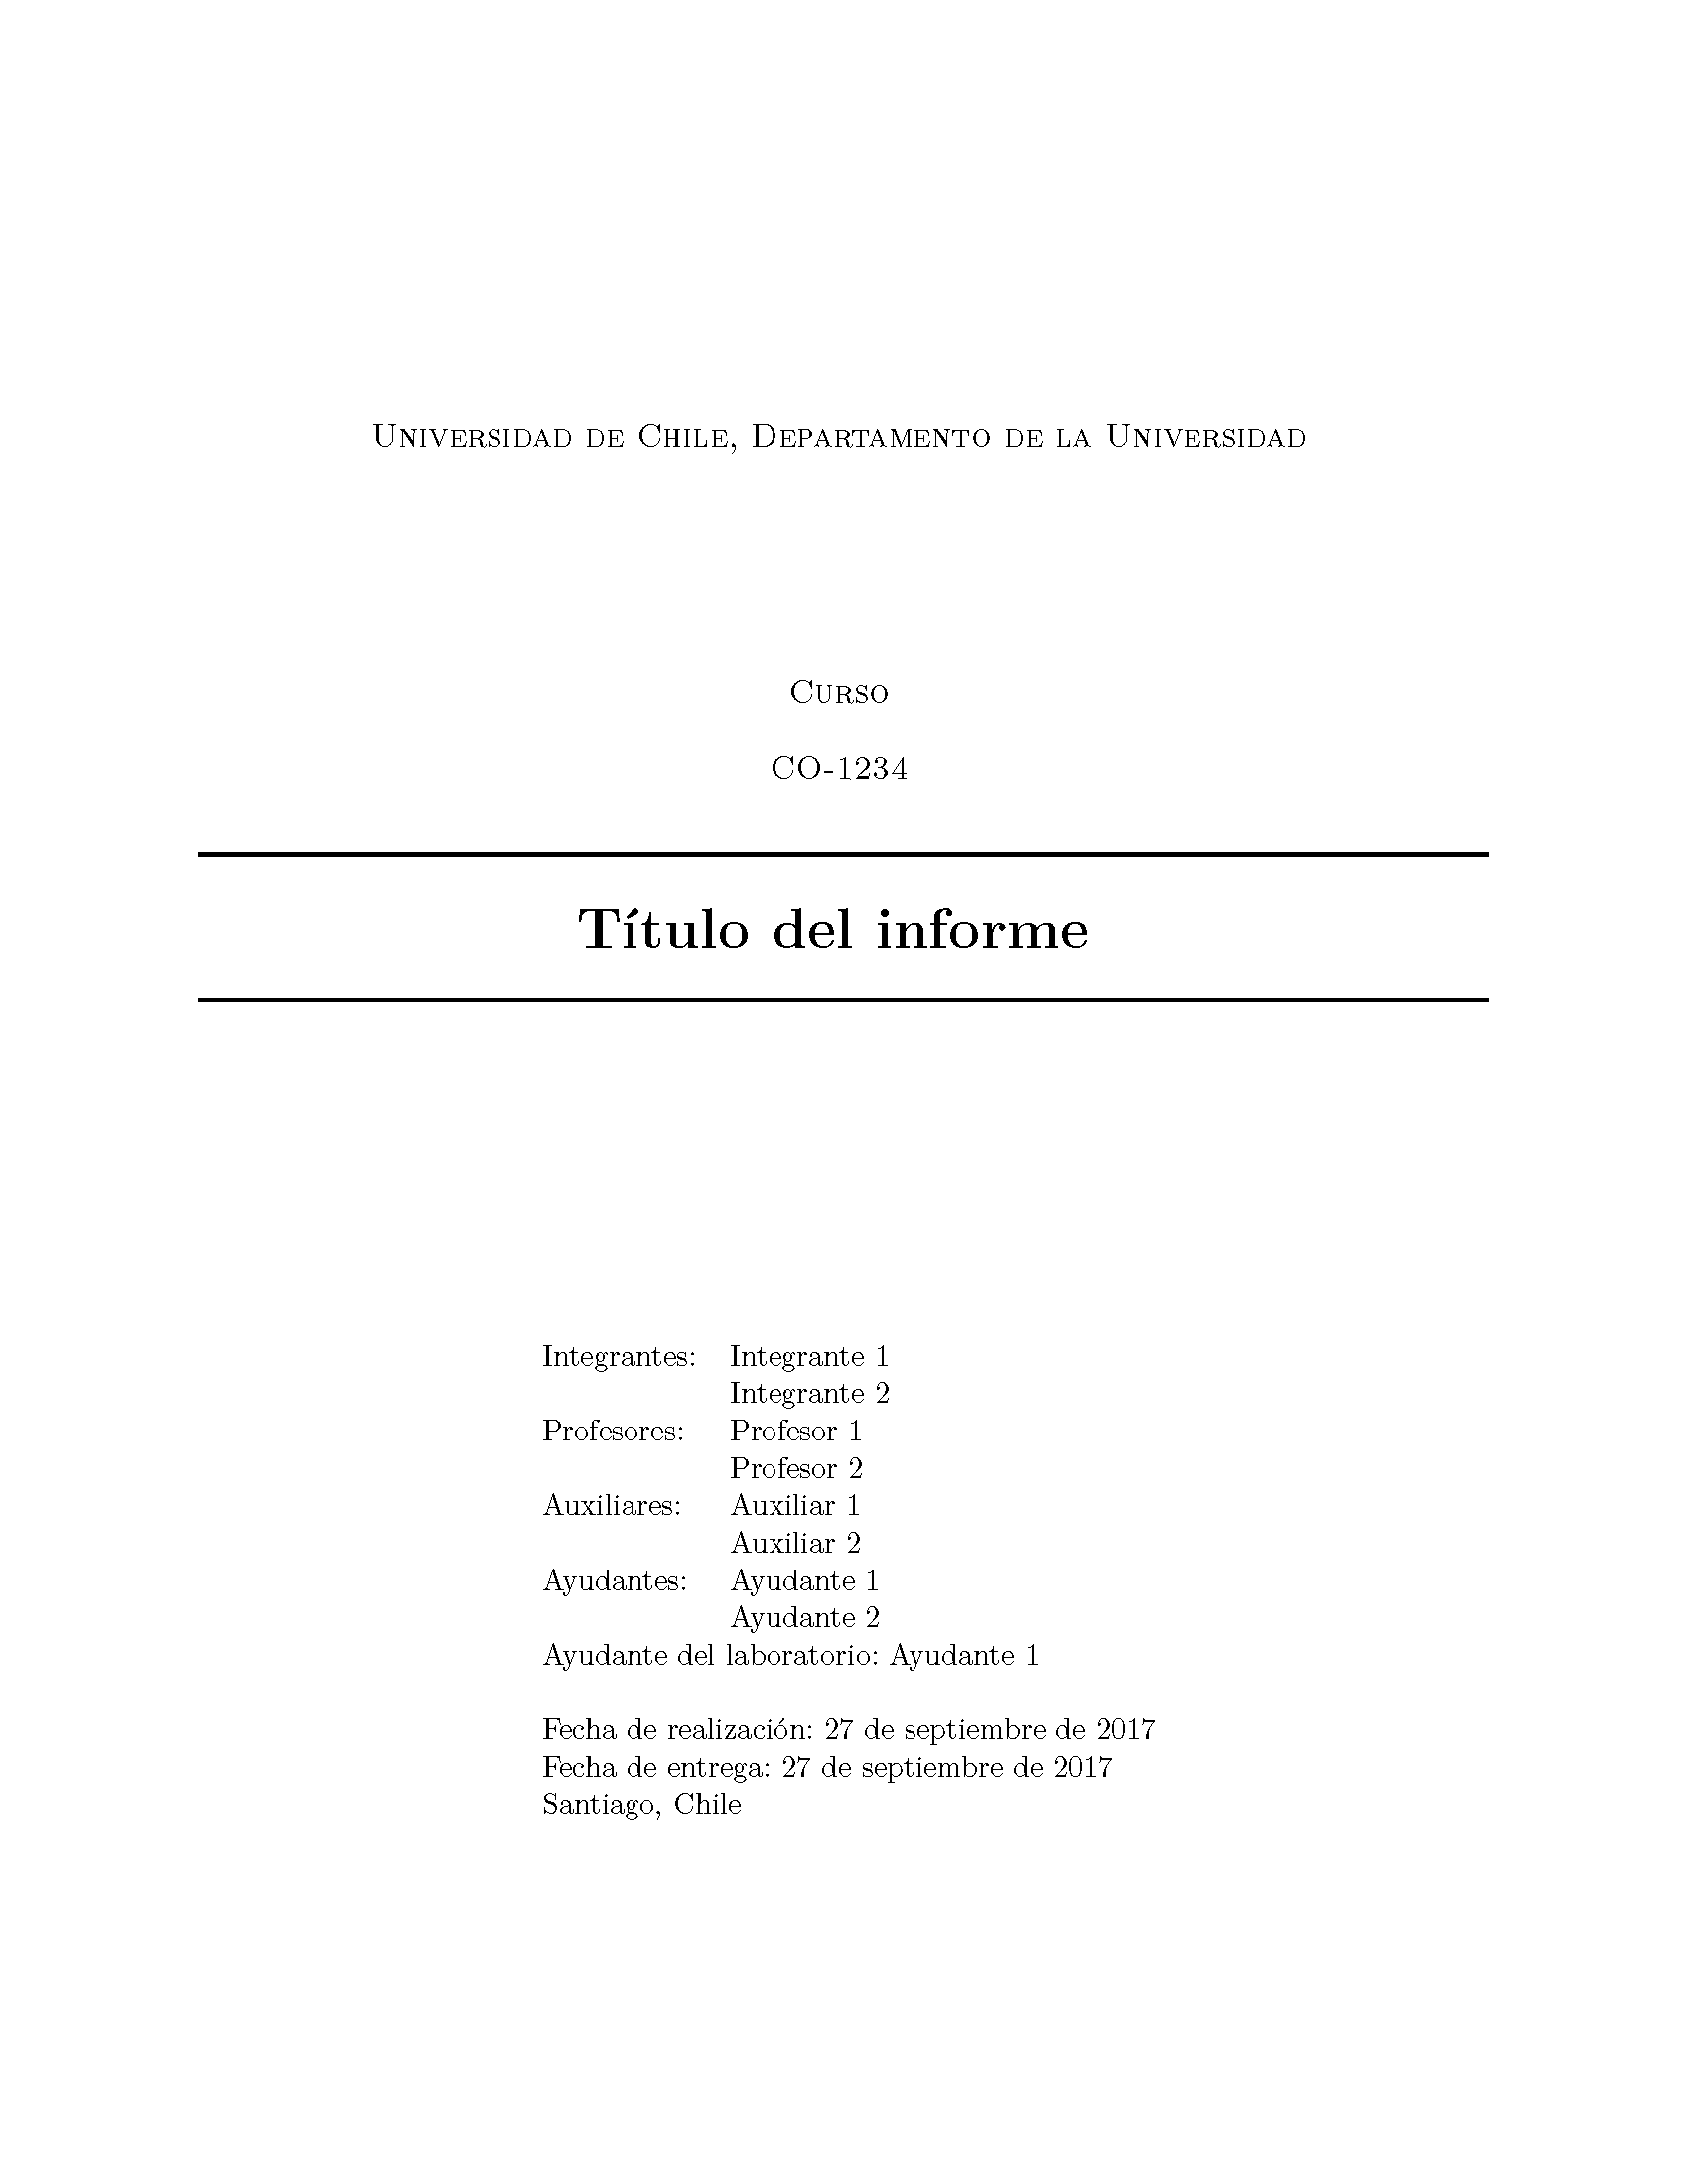 Universidad de Chile, Departamento de la Universidad
Curso
CO-1234
Título del informe
Integrantes: Integrante 1
Integrante 2
Profesores: Profesor 1
Profesor 2
Auxiliares: Auxiliar 1
Auxiliar 2
Ayudantes: Ayudante 1
Ayudante 2
Ayudante del laboratorio: Ayudante 1
Fecha de realización: 27 de septiembre de 2017
Fecha de entrega: 27 de septiembre de 2017
Santiago, Chile